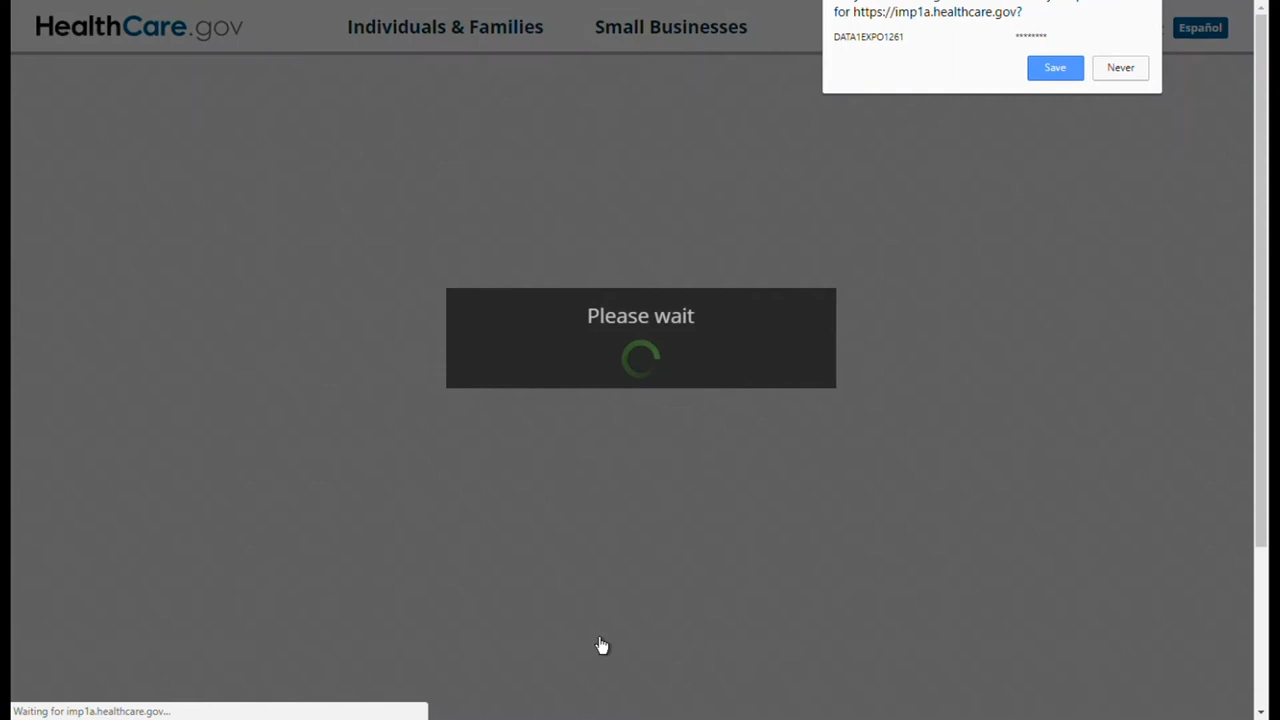 HealthCare.gov
Individuals & Families
Small Businesses
for https://imp1a.healthcare.gov?
Español
DATA1EXPO1261 ********
Save
Never
Please wait
Waiting for imp1a.healthcare.gov...